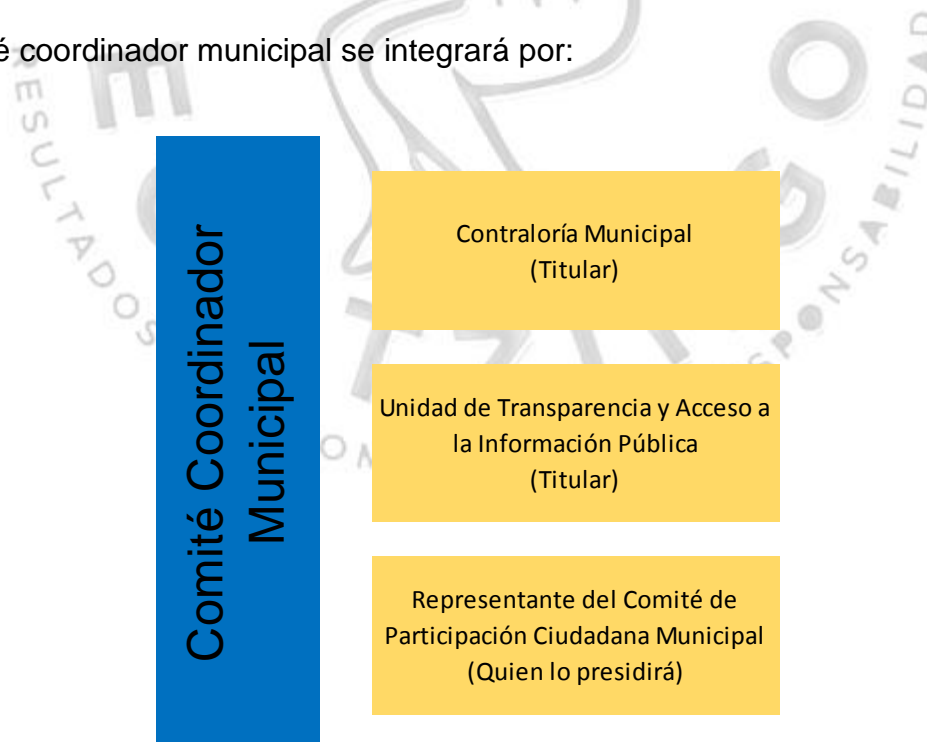 é coordinador municipal se integrará por:
RESULTADOS
Comité Coordinador
Municipal
Contraloría Municipal
(Titular)
Unidad de Transparencia y Acceso a
la Información Pública
(Titular)
Representante del Comité de
Participación Ciudadana Municipal
(Quien lo presidirá)